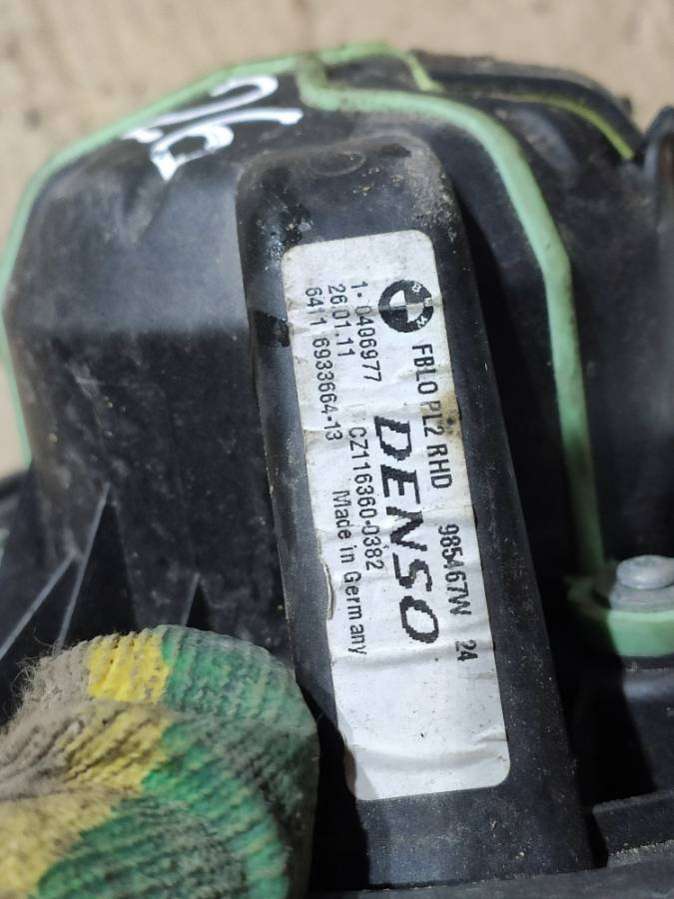 FBLO PL2 RHD 985467W 24
DENSO
1- 0406977 CZ116360-0382
26.01.11 Made in Germany
6411 6933664-13